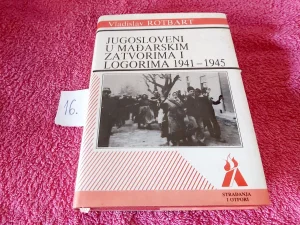 Vladislav ROTBART
JUGOSLOVENI
U MAĐARSKIM
ZATVORIMA I
LOGORIMA 1941-1945
16.
STRADANJA
I OTPORI